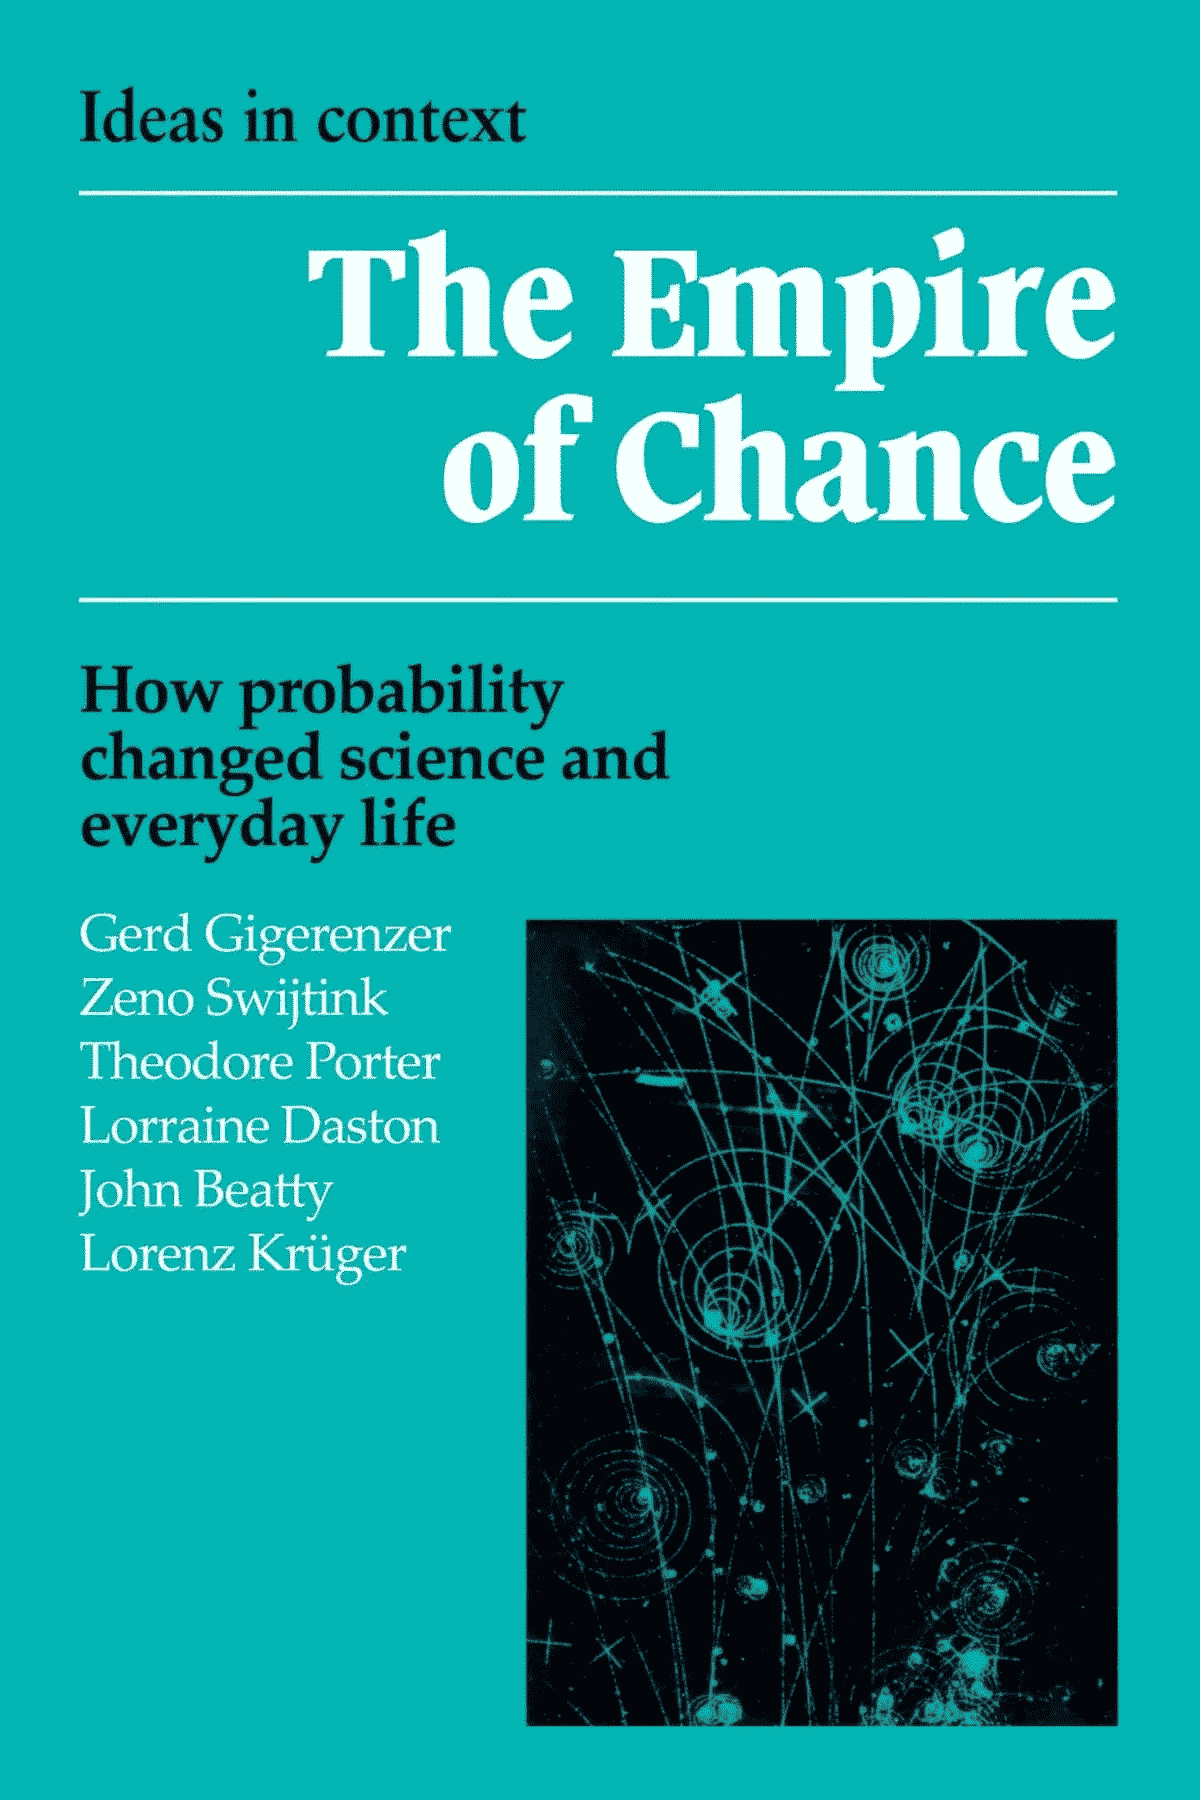 Ideas in context
The Empire
of Chance
How probability
changed science and
everyday life
Gerd Gigerenzer
Zeno Swijtink
Theodore Porter
Lorraine Daston
John Beatty
Lorenz Krüger